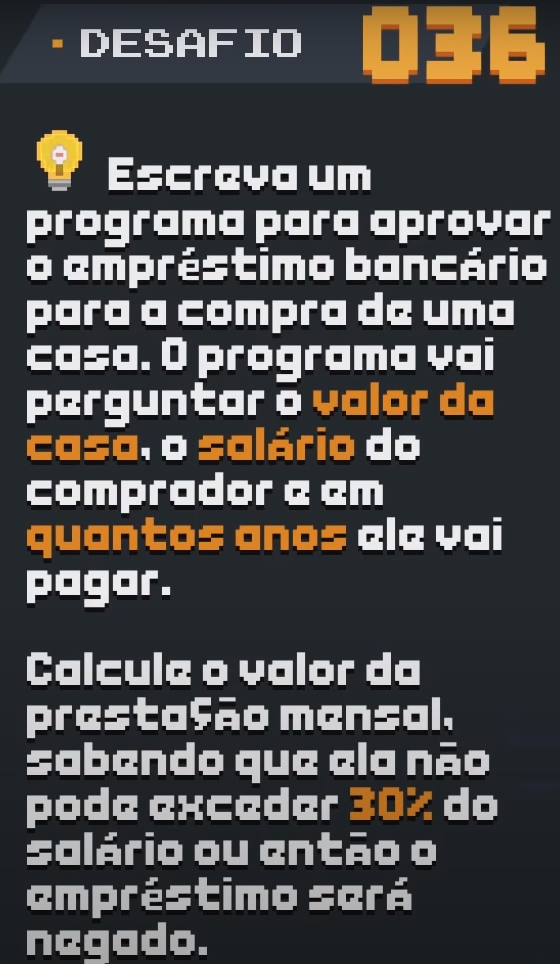 DESAFIO 036
Escreva um
programa para aprovar
o empréstimo bancário
para a compra de uma
casa. O programa vai
perguntar o valor da
casa, o salário do
comprador e em
quantos anos ele vai
pagar.
Calcule o valor da
prestação mensal,
sabendo que ela não
pode exceder 30% do
salário ou então o
empréstimo será
negado.